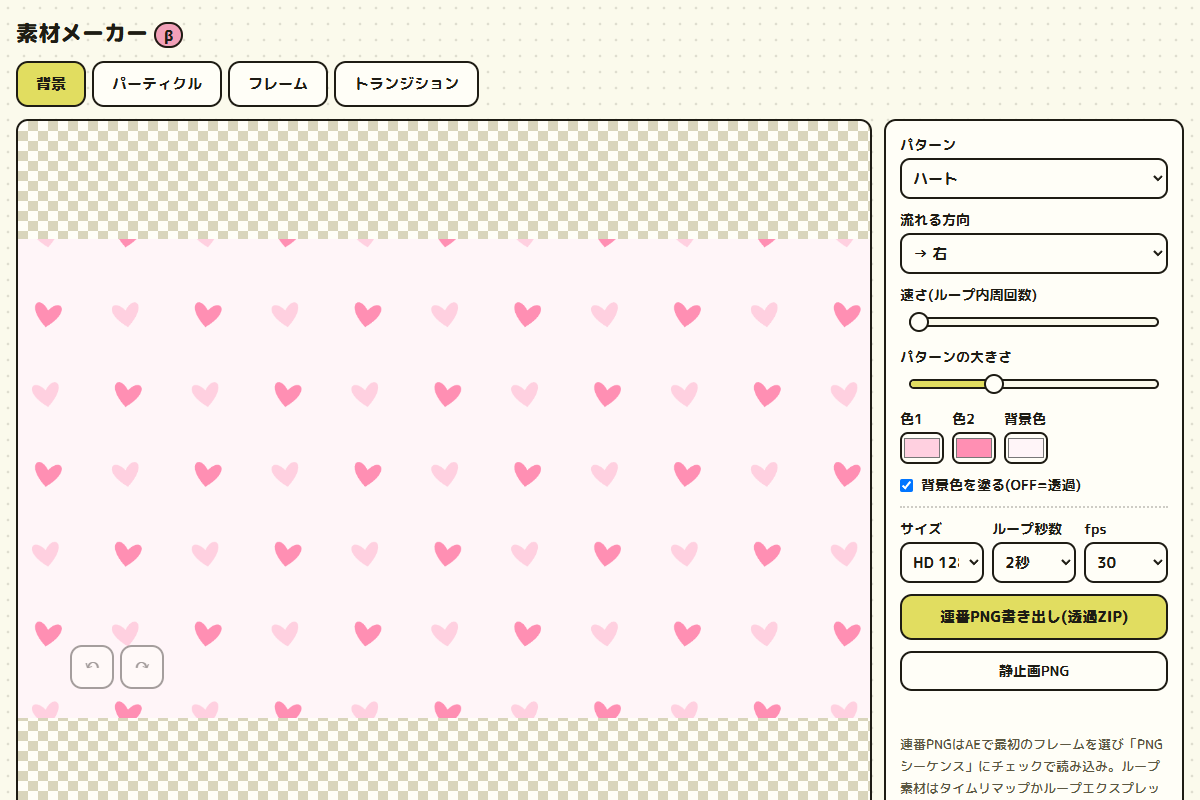 素材メーカー β
背景
パーティクル
フレーム
トランジション
パターン
ハート
流れる方向
→ 右
速さ(ループ内周回数)
パターンの大きさ
色1 色2 背景色
背景色を塗る(OFF=透過)
サイズ ループ秒数 fps
HD 128 2秒 30
連番PNG書き出し(透過ZIP)
静止画PNG
連番PNGはAEで最初のフレームを選び「PNG
シーケンス」にチェックで読み込み。ループ
素材はタイムリマップかループエクスプレッ